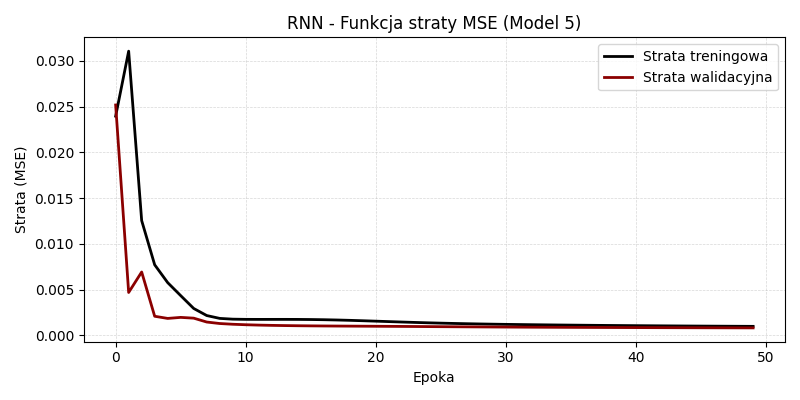 RNN - Funkcja straty MSE (Model 5)
Strata treningowa
Strata walidacyjna
Strata (MSE)
0.030
0.025
0.020
0.015
0.010
0.005
0.000
0 10 20 30 40 50
Epoka